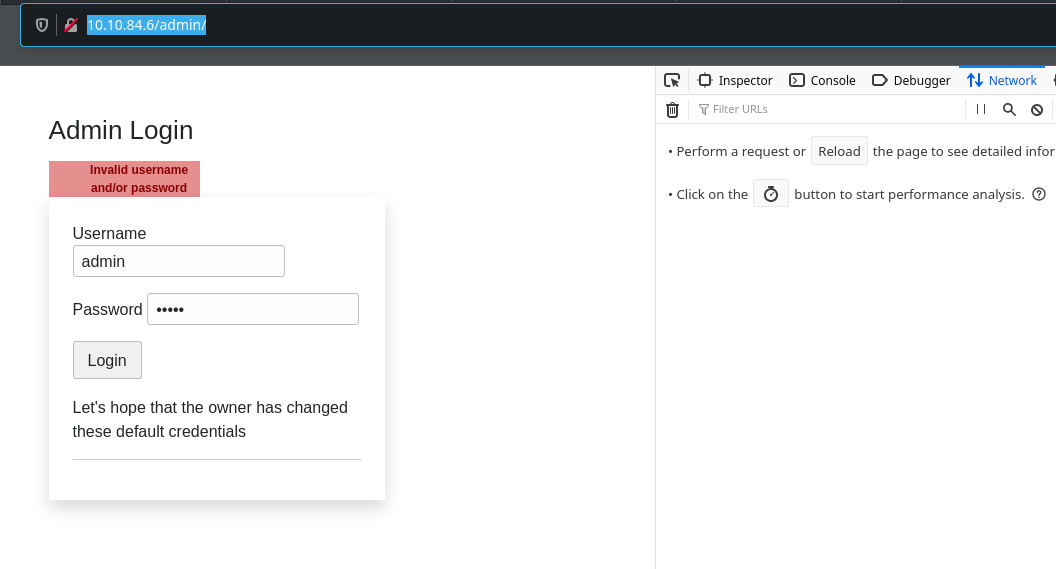 10.10.84.6/admin/
Inspector Console Debugger Network
Filter URLs
Admin Login
Invalid username
and/or password
Username
admin
Password •••••
Login
Let's hope that the owner has changed
these default credentials
• Perform a request or Reload the page to see detailed infor
• Click on the button to start performance analysis.